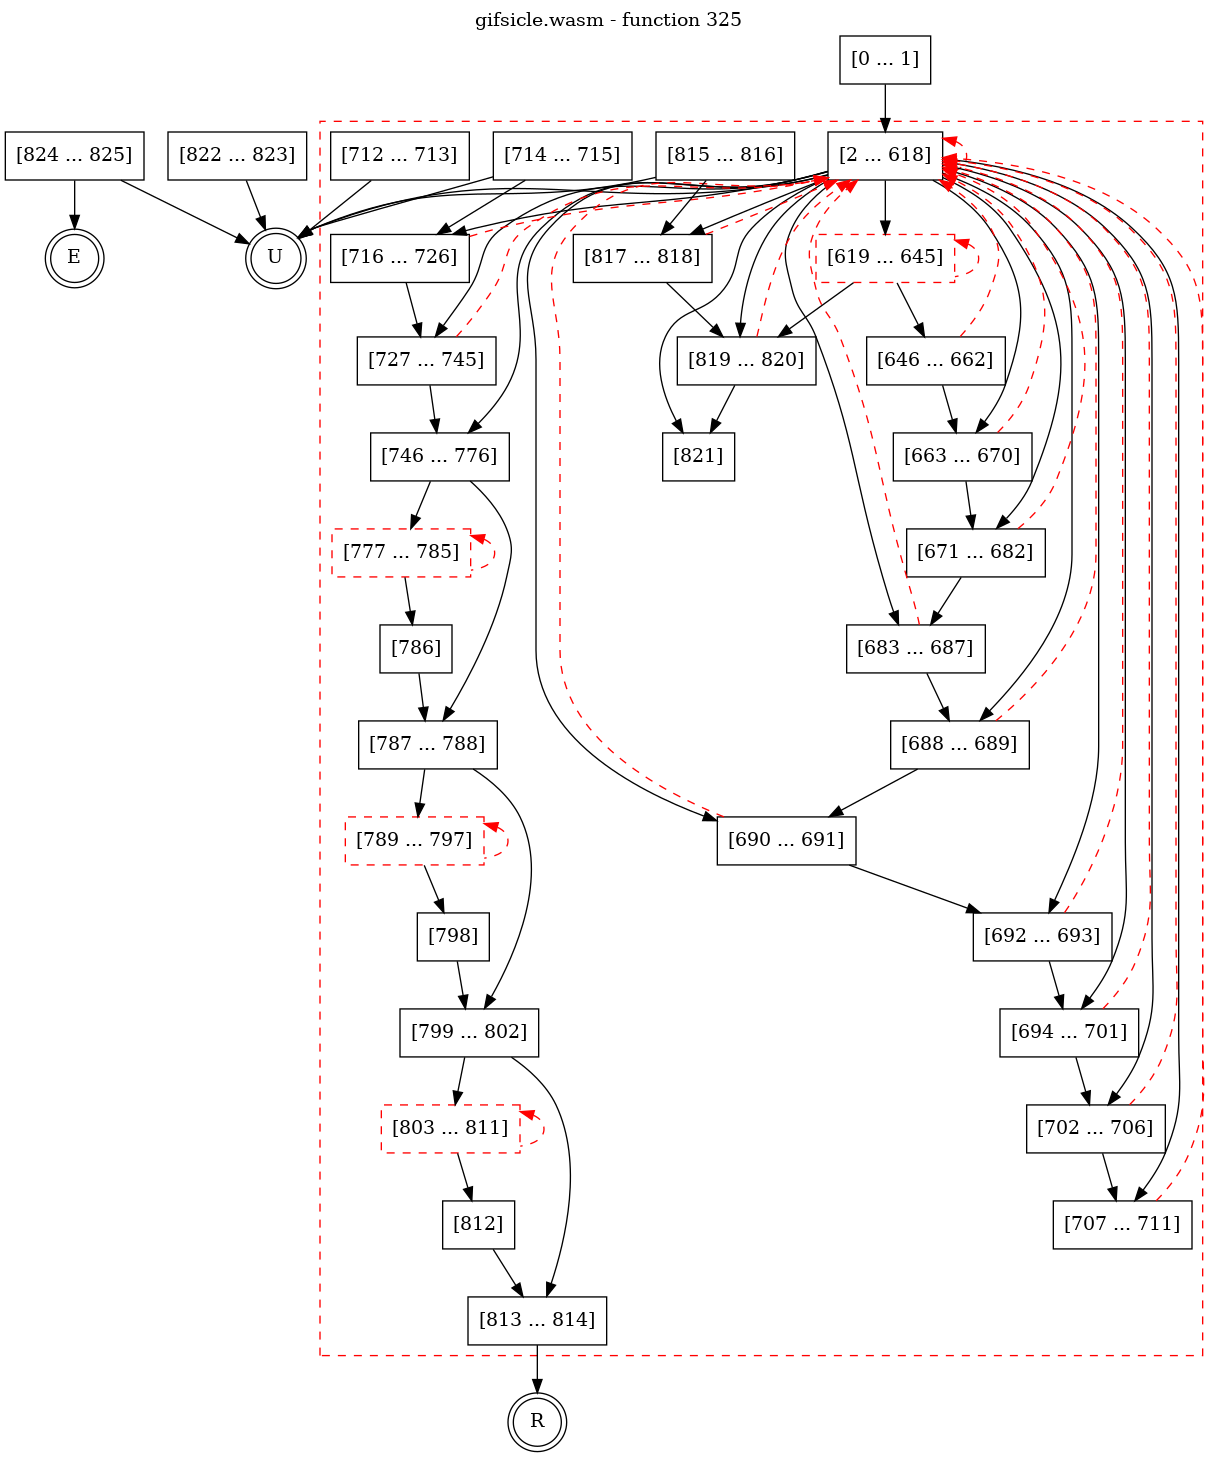 gifsicle.wasm - function 325
[0 ... 1]
[824 ... 825]
[822 ... 823]
[712 ... 713]
[714 ... 715]
[815 ... 816]
[2 ... 618]
E
U
[716 ... 726]
[817 ... 818]
[619 ... 645]
[727 ... 745]
[819 ... 820]
[646 ... 662]
[746 ... 776]
[821]
[663 ... 670]
[777 ... 785]
[671 ... 682]
[786]
[683 ... 687]
[787 ... 788]
[688 ... 689]
[789 ... 797]
[690 ... 691]
[798]
[692 ... 693]
[799 ... 802]
[694 ... 701]
[803 ... 811]
[702 ... 706]
[812]
[707 ... 711]
[813 ... 814]
R